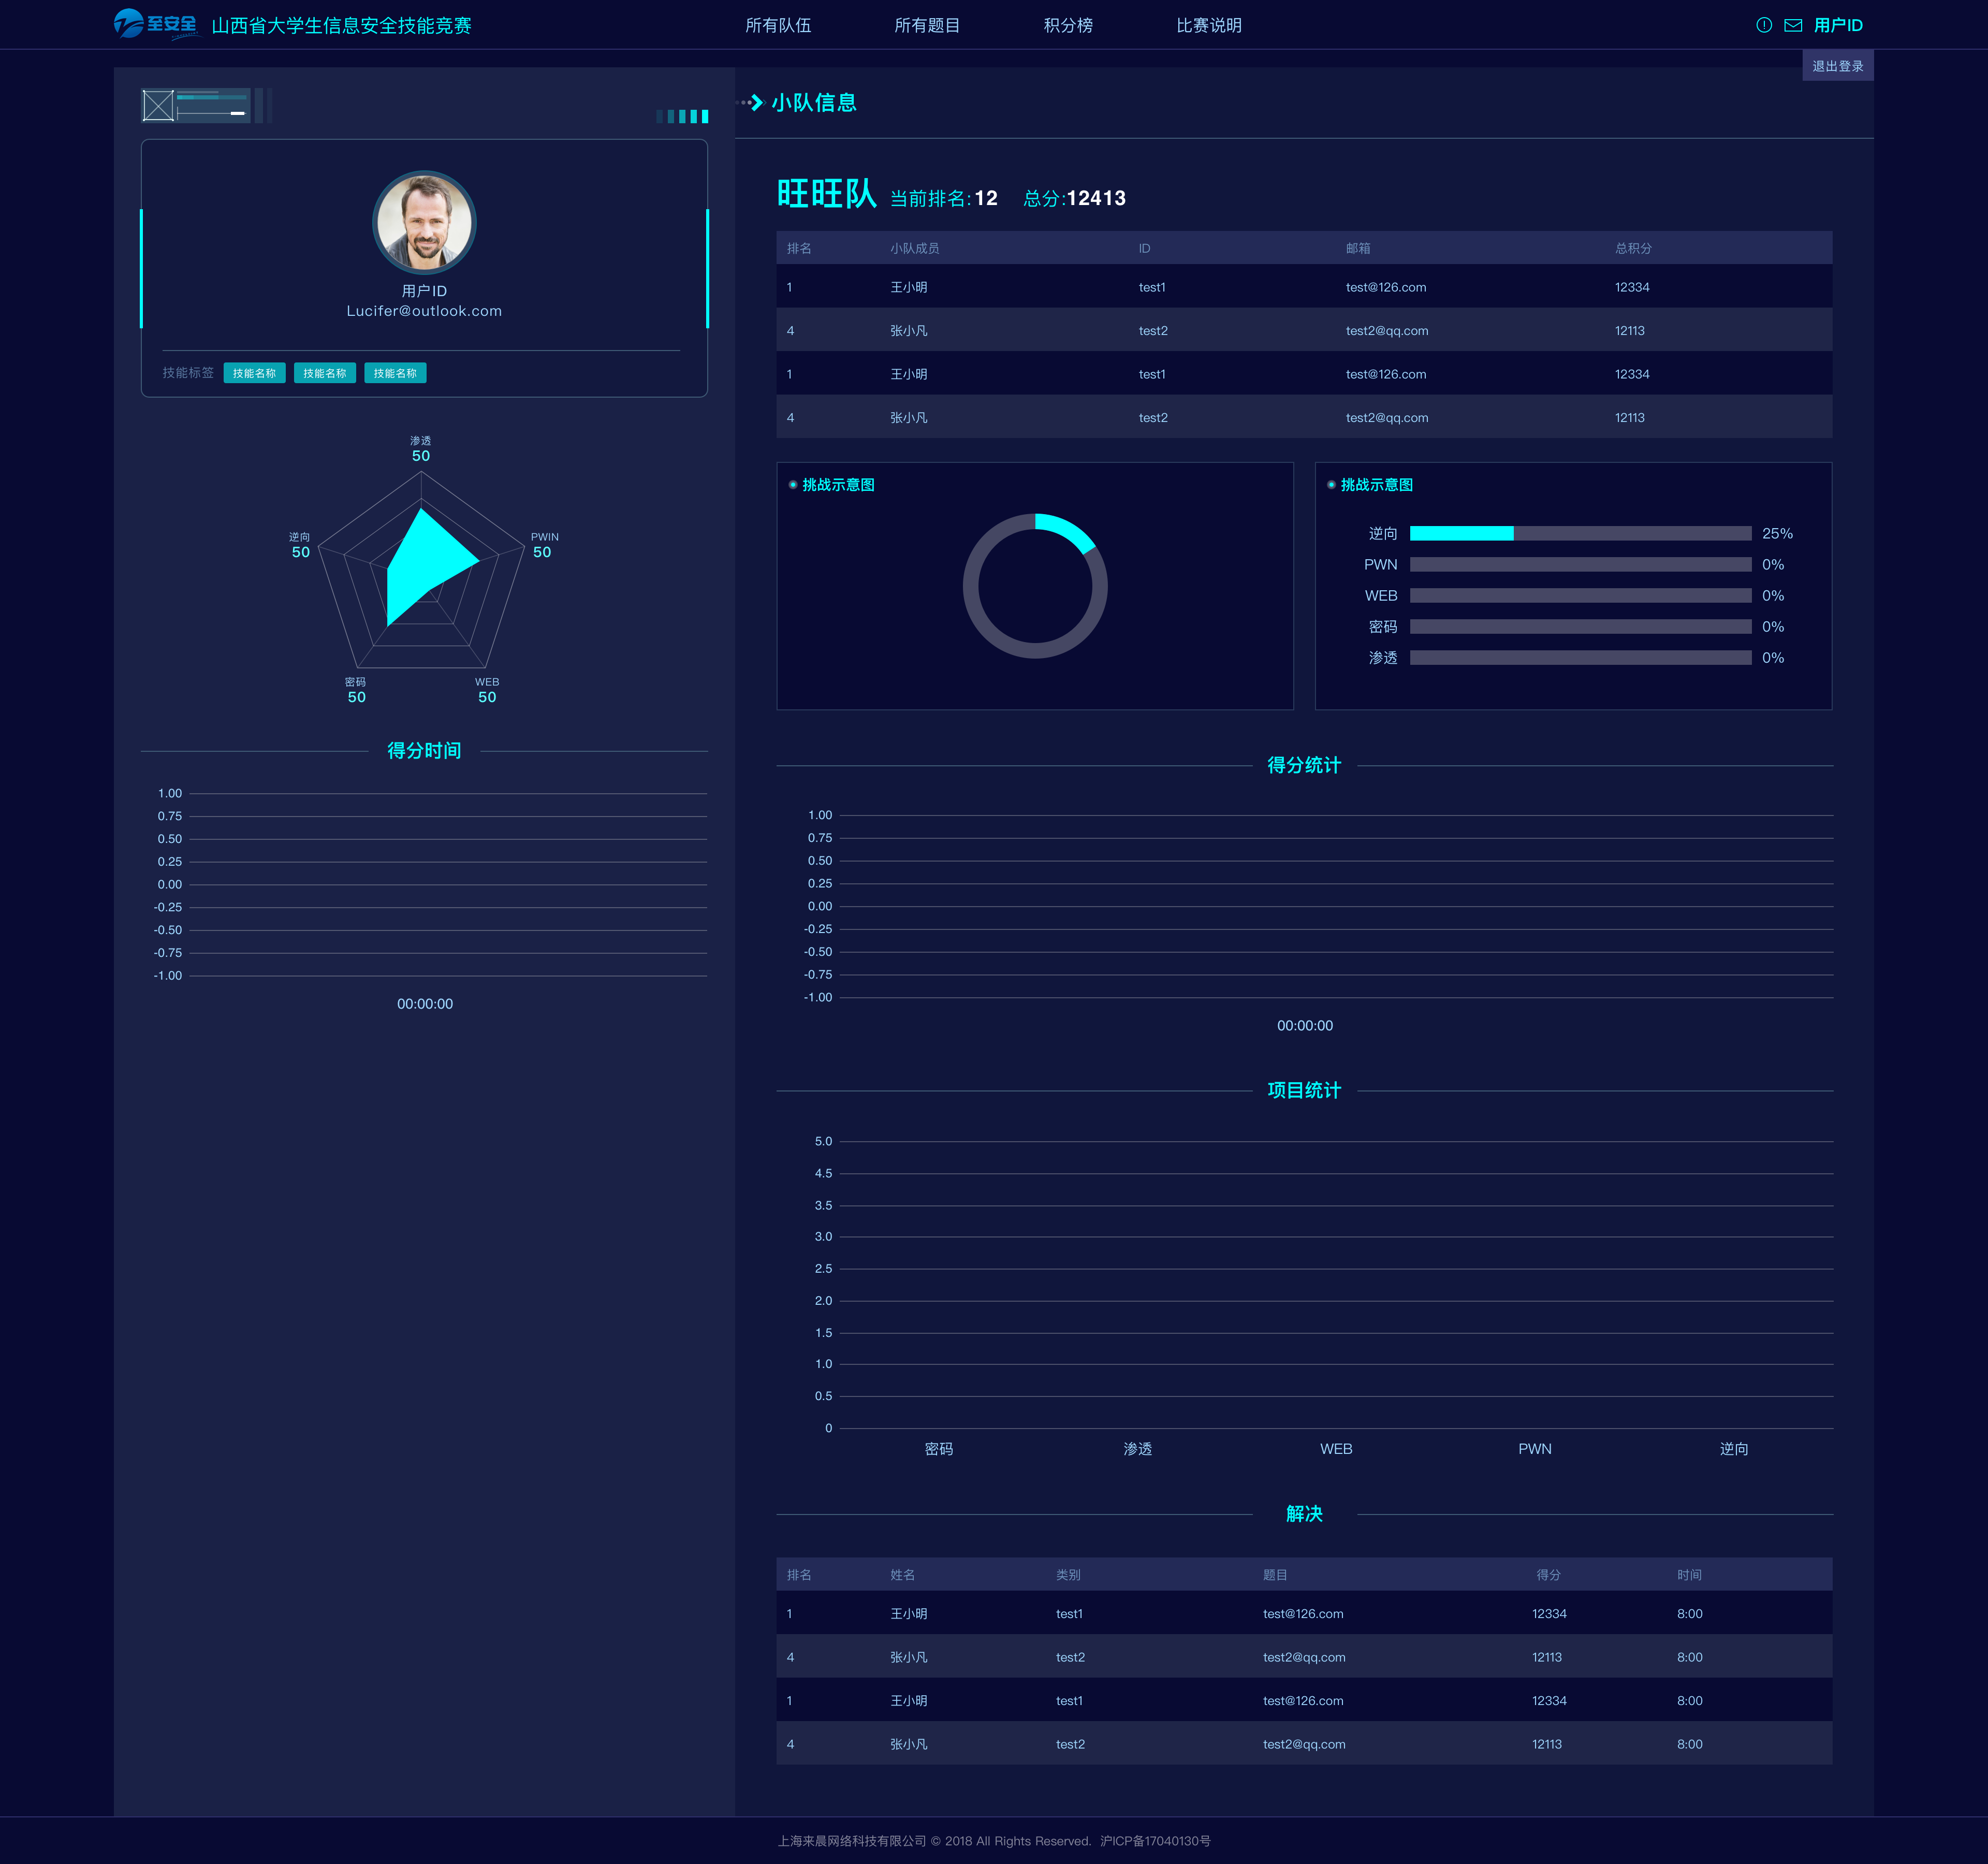 至安全 山西省大学生信息安全技能竞赛 所有队伍 所有题目 积分榜 比赛说明 用户ID
退出登录
用户ID
Lucifer@outlook.com
技能标签 技能名称 技能名称 技能名称
渗透
50
逆向
50
PWIN
50
密码
50
WEB
50
得分时间
1.00
0.75
0.50
0.25
0.00
-0.25
-0.50
-0.75
-1.00
00:00:00
小队信息
旺旺队 当前排名:12 总分:12413
排名 小队成员 ID 邮箱 总积分
1 王小明 test1 test@126.com 12334
4 张小凡 test2 test2@qq.com 12113
1 王小明 test1 test@126.com 12334
4 张小凡 test2 test2@qq.com 12113
挑战示意图
挑战示意图
逆向 25%
PWN 0%
WEB 0%
密码 0%
渗透 0%
得分统计
1.00
0.75
0.50
0.25
0.00
-0.25
-0.50
-0.75
-1.00
00:00:00
项目统计
5.0
4.5
3.5
3.0
2.5
2.0
1.5
1.0
0.5
0
密码 渗透 WEB PWN 逆向
解决
排名 姓名 类别 题目 得分 时间
1 王小明 test1 test@126.com 12334 8:00
4 张小凡 test2 test2@qq.com 12113 8:00
1 王小明 test1 test@126.com 12334 8:00
4 张小凡 test2 test2@qq.com 12113 8:00
上海来晨网络科技有限公司 © 2018 All Rights Reserved. 沪ICP备17040130号